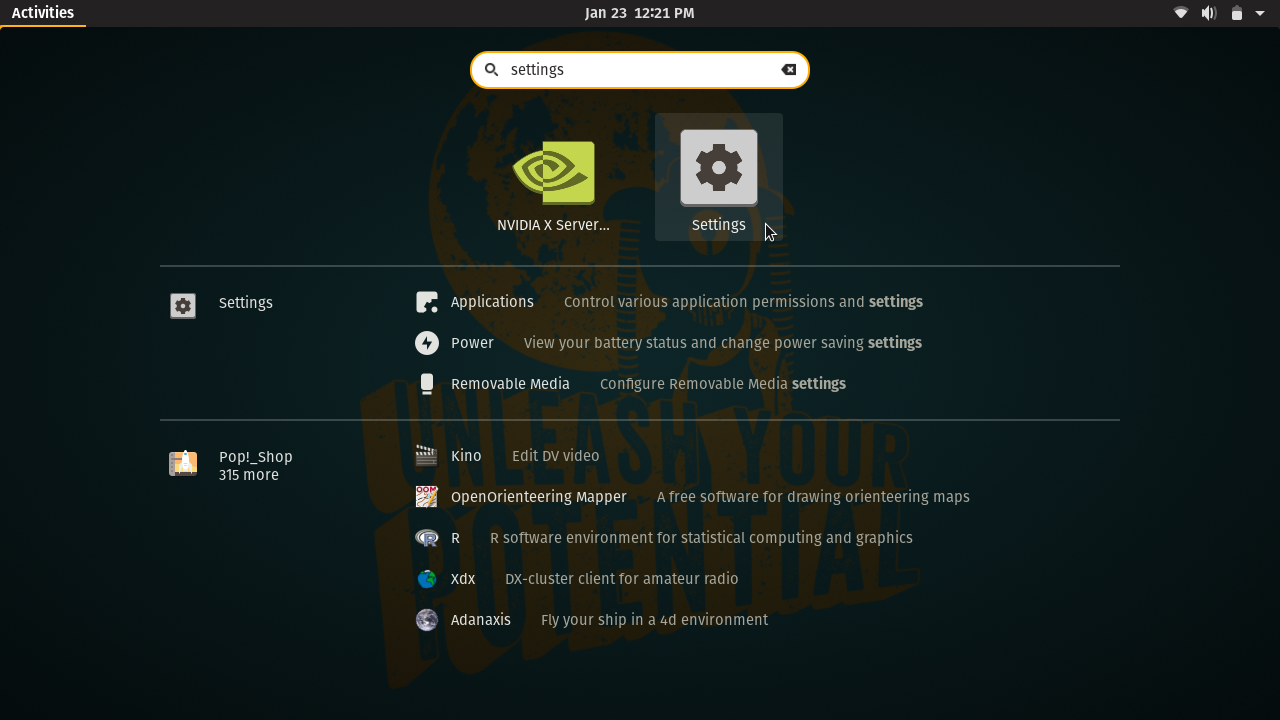 Activities
Jan 23 12:21 PM
settings
NVIDIA X Server...
Settings
Settings
Applications Control various application permissions and settings
Power View your battery status and change power saving settings
Removable Media Configure Removable Media settings
Pop!_Shop
315 more
Kino Edit DV video
OpenOrienteering Mapper A free software for drawing orienteering maps
R R software environment for statistical computing and graphics
Xdx DX-cluster client for amateur radio
Adanaxis Fly your ship in a 4d environment
UNLEASH YOUR
POTENTIAL